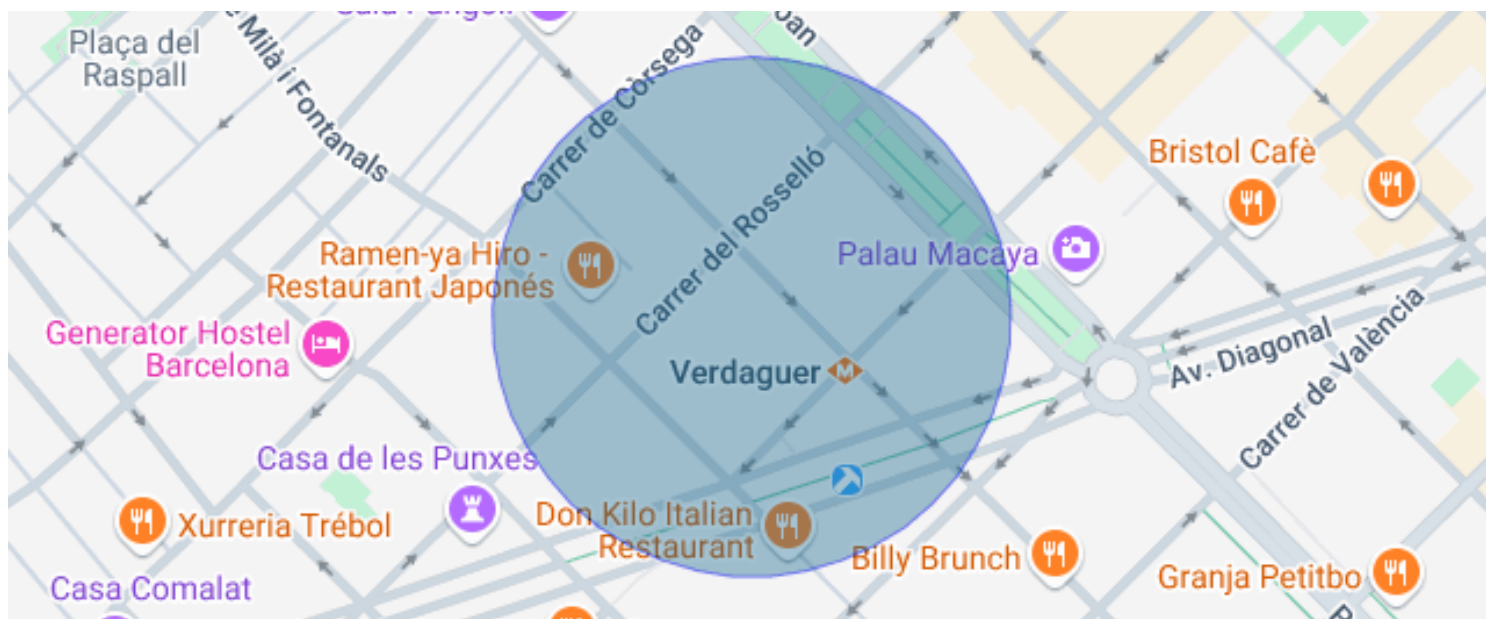 Plaça del
Raspall
Milà i Fontanals
Carrer de Còrsega
Carrer del Rosselló
Bristol Cafè
Ramen-ya Hiro -
Restaurant Japonés
Palau Macaya
Generator Hostel
Barcelona
Verdaguer
M
Av. Diagonal
Carrer de València
Casa de les Punxes
Xurreria Trébol
Don Kilo Italian
Restaurant
Billy Brunch
Granja Petitbo
Casa Comalat